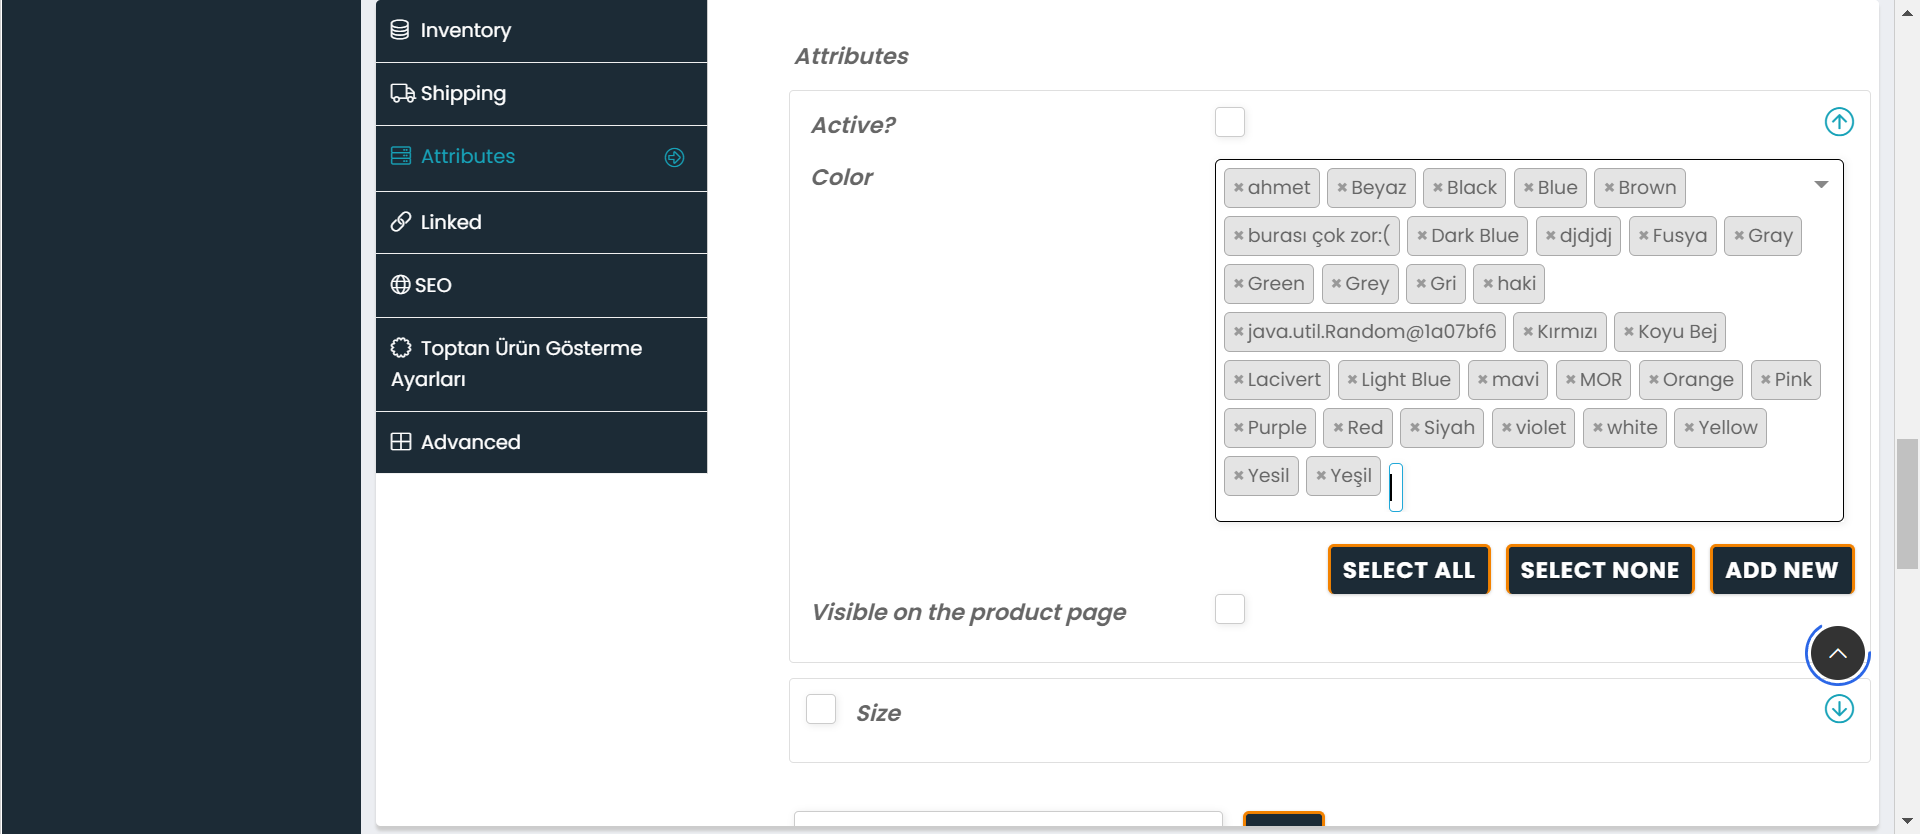 Inventory
Shipping
Attributes
Linked
SEO
Toptan Ürün Gösterme
Ayarları
Advanced
Attributes
Active?
Color
×ahmet ×Beyaz ×Black ×Blue ×Brown
×burası çok zor:( ×Dark Blue ×djdjdj ×Fusya ×Gray
×Green ×Grey ×Gri ×haki
×java.util.Random@1a07bf6 ×Kırmızı ×Koyu Bej
×Lacivert ×Light Blue ×mavi ×MOR ×Orange ×Pink
×Purple ×Red ×Siyah ×violet ×white ×Yellow
×Yesil ×Yeşil
SELECT ALL SELECT NONE ADD NEW
Visible on the product page
Size